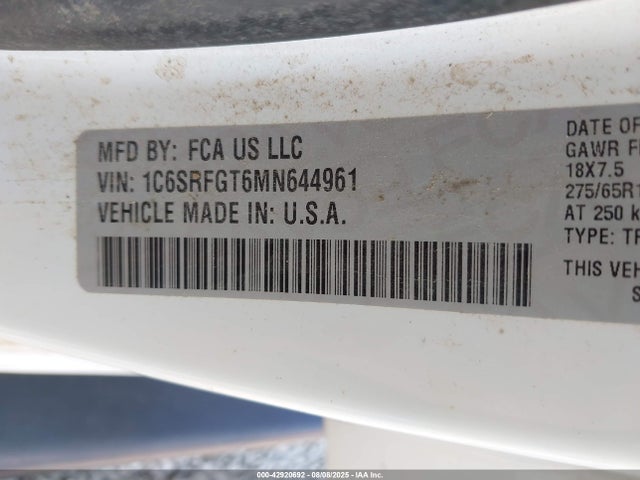 MFD BY: FCA US LLC
VIN: 1C6SRFGT6MN644961
VEHICLE MADE IN: U.S.A.
DATE OF
GAWR F
18X7.5
275/65R1
AT 250 k
TYPE: TR
THIS VEH
S
000-42920692 - 08/08/2025 - IAA Inc.